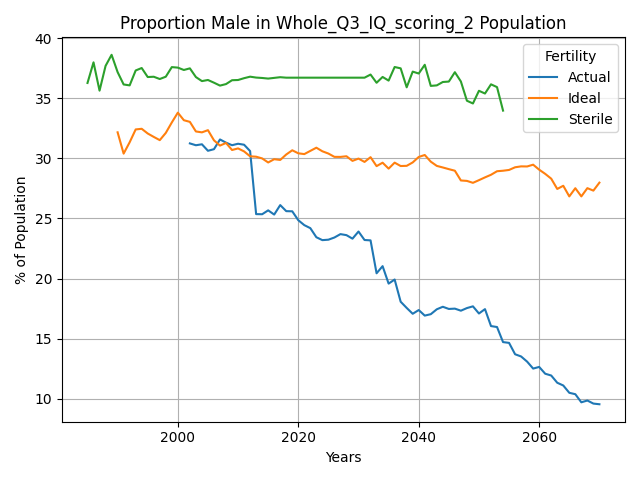 Proportion Male in Whole_Q3_IQ_scoring_2 Population
% of Population
40
35
30
25
20
15
10
Fertility
Actual
Ideal
Sterile
2000
2020
2040
2060
Years